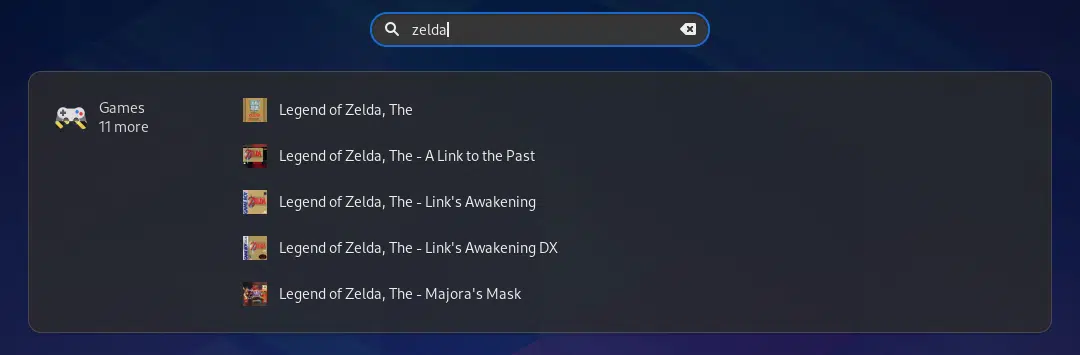 zelda
Games
11 more
Legend of Zelda, The
Legend of Zelda, The - A Link to the Past
Legend of Zelda, The - Link's Awakening
Legend of Zelda, The - Link's Awakening DX
Legend of Zelda, The - Majora's Mask